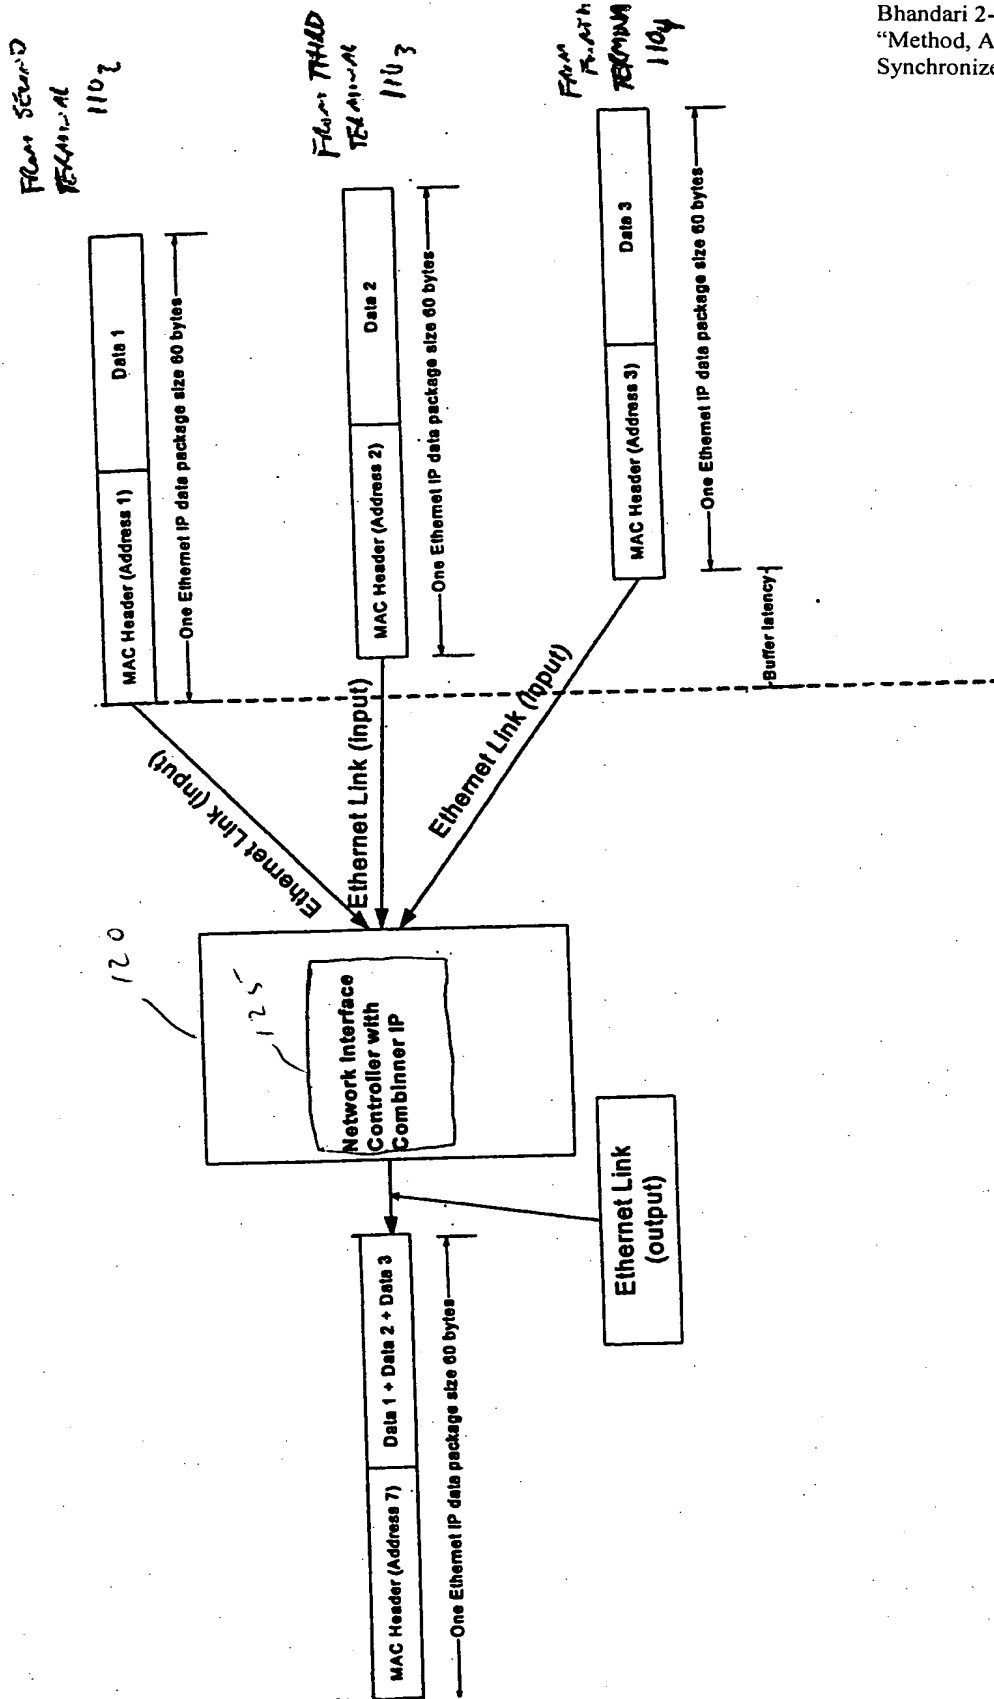 Bhandari 2-
“Method, A
Synchronize
FROM SECOND
TERMINAL
110₂
FROM THIRD
TERMINAL
110₃
TERMINAL
110₄
Data 1
MAC Header (Address 1)
One Ethernet IP data package size 60 bytes
Data 2
MAC Header (Address 2)
One Ethernet IP data package size 60 bytes
Data 3
MAC Header (Address 3)
One Ethernet IP data package size 60 bytes
Buffer latency
Ethernet Link (input)
Ethernet Link (input)
Ethernet Link (input)
120
125
Network Interface
Controller with
Combinner IP
Ethernet Link
(output)
MAC Header (Address 7)
Data 1 + Data 2 + Data 3
One Ethernet IP data package size 60 bytes